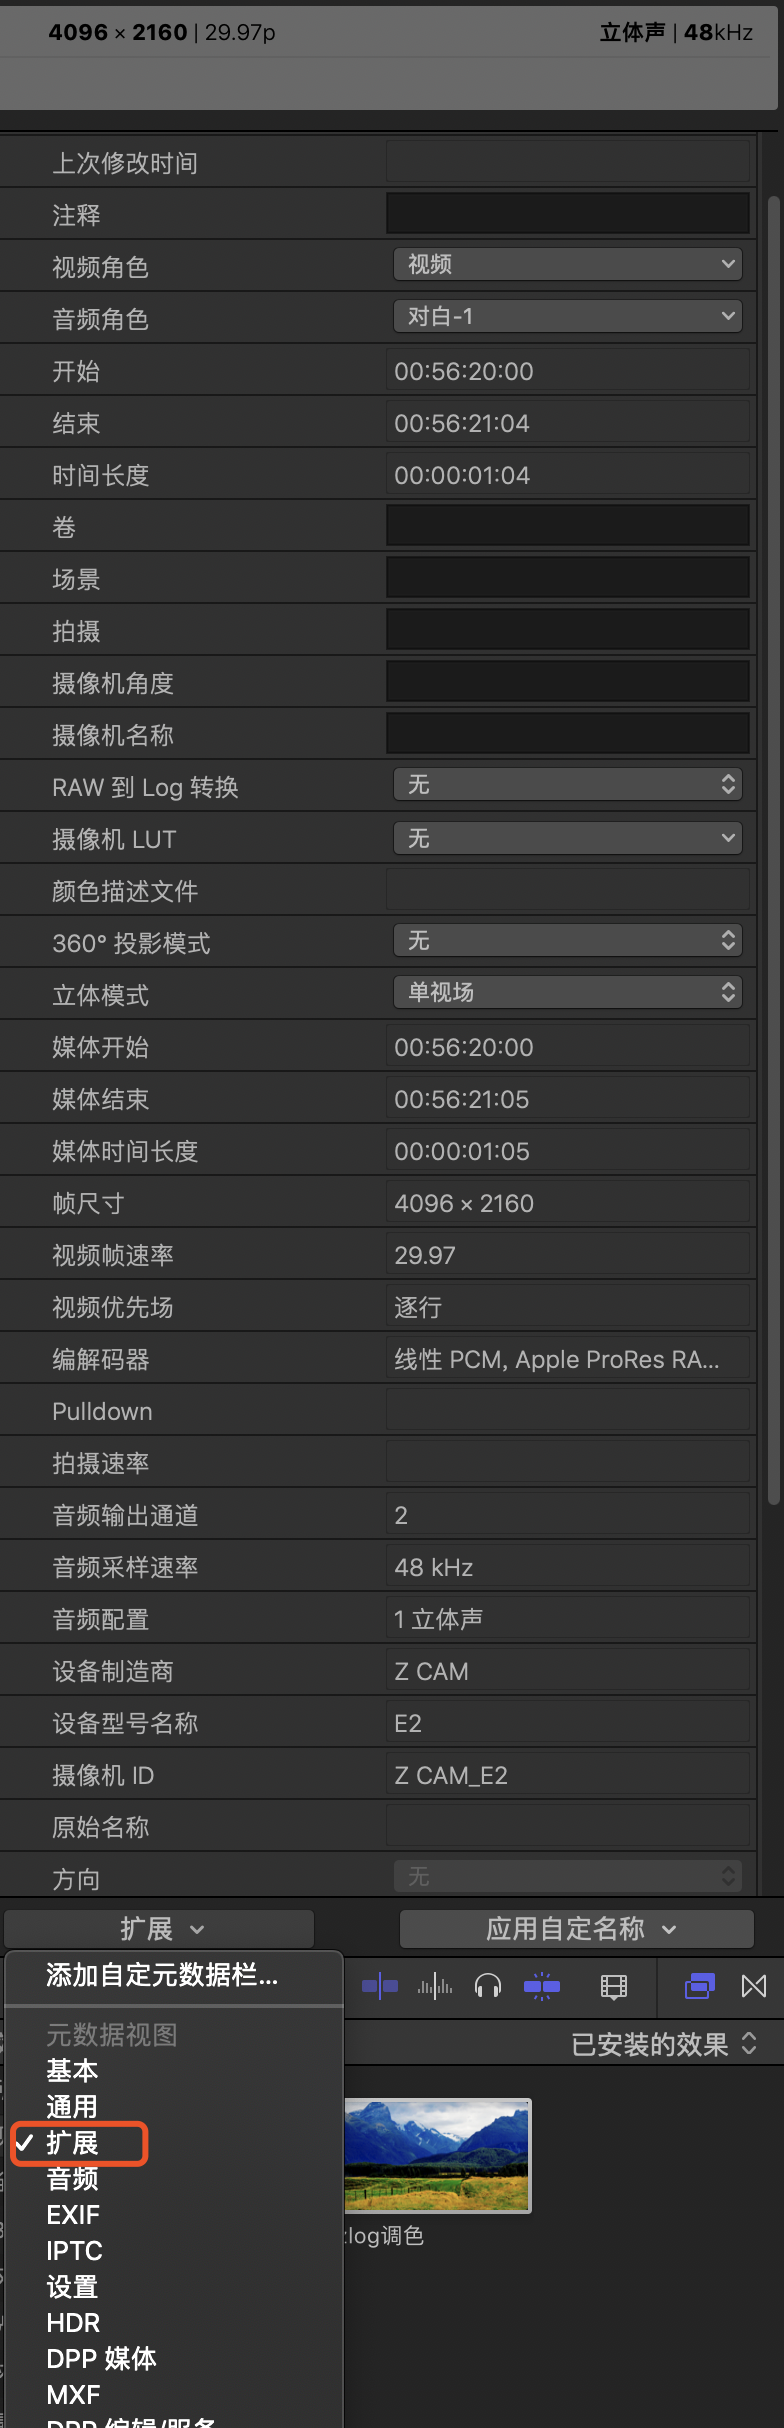 4096 × 2160 | 29.97p 立体声 | 48kHz
上次修改时间
注释
视频角色 视频
音频角色 对白-1
开始 00:56:20:00
结束 00:56:21:04
时间长度 00:00:01:04
卷
场景
拍摄
摄像机角度
摄像机名称
RAW 到 Log 转换 无
摄像机 LUT 无
颜色描述文件
360° 投影模式 无
立体模式 单视场
媒体开始 00:56:20:00
媒体结束 00:56:21:05
媒体时间长度 00:00:01:05
帧尺寸 4096 × 2160
视频帧速率 29.97
视频优先场 逐行
编解码器 线性 PCM, Apple ProRes RA...
Pulldown
拍摄速率
音频输出通道 2
音频采样速率 48 kHz
音频配置 1 立体声
设备制造商 Z CAM
设备型号名称 E2
摄像机 ID Z CAM_E2
原始名称
方向 无
扩展 应用自定名称
添加自定元数据栏...
元数据视图
已安装的效果
基本
通用
扩展
音频
EXIF
zlog调色
IPTC
设置
HDR
DPP 媒体
MXF
DPP 编辑/服务